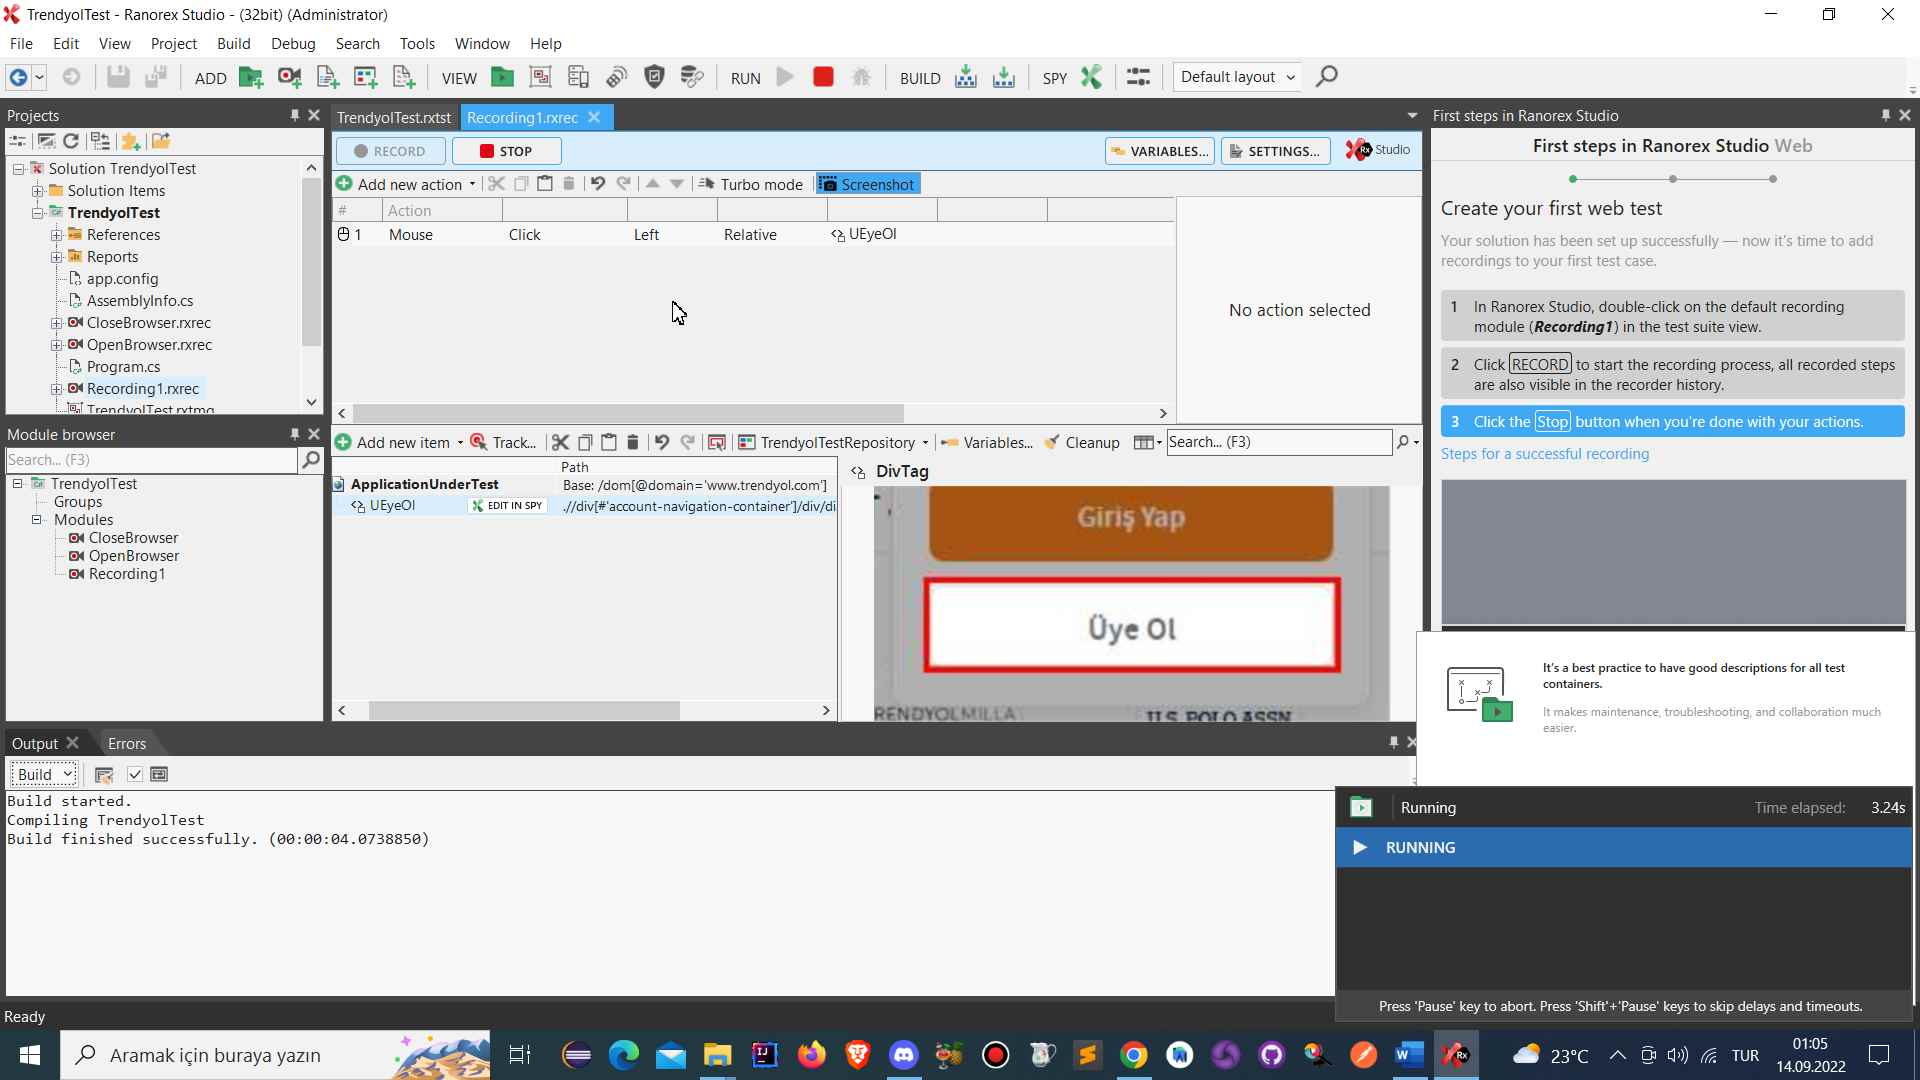 TrendyolTest - Ranorex Studio - (32bit) (Administrator)
File Edit View Project Build Debug Search Tools Window Help
ADD VIEW RUN BUILD SPY Default layout
Projects
Solution TrendyolTest
Solution Items
TrendyolTest
References
Reports
app.config
AssemblyInfo.cs
CloseBrowser.rxrec
OpenBrowser.rxrec
Program.cs
Recording1.rxrec
TrendyolTest.rxtmg
Module browser
Search... (F3)
TrendyolTest
Groups
Modules
CloseBrowser
OpenBrowser
Recording1
TrendyolTest.rxtst Recording1.rxrec
RECORD STOP VARIABLES... SETTINGS... Rx Studio
Add new action Turbo mode Screenshot
# Action
1 Mouse Click Left Relative UEyeOl
No action selected
Add new item Track... TrendyolTestRepository Variables... Cleanup Search... (F3)
Path
ApplicationUnderTest Base: /dom[@domain='www.trendyol.com']
UEyeOl EDIT IN SPY .//div[#'account-navigation-container']/div/di
DivTag
Giriş Yap
Üye Ol
RENDYOLMILLA U.S. POLO ASSN
First steps in Ranorex Studio
First steps in Ranorex Studio Web
Create your first web test
Your solution has been set up successfully — now it's time to add
recordings to your first test case.
1 In Ranorex Studio, double-click on the default recording
module (Recording1) in the test suite view.
2 Click RECORD to start the recording process, all recorded steps
are also visible in the recorder history.
3 Click the Stop button when you're done with your actions.
Steps for a successful recording
It's a best practice to have good descriptions for all test
containers.
It makes maintenance, troubleshooting, and collaboration much
easier.
Output Errors
Build
Build started.
Compiling TrendyolTest
Build finished successfully. (00:00:04.0738850)
Running Time elapsed: 3.24s
RUNNING
Press 'Pause' key to abort. Press 'Shift'+'Pause' keys to skip delays and timeouts.
Ready
Aramak için buraya yazın
23°C TUR 01:05
14.09.2022